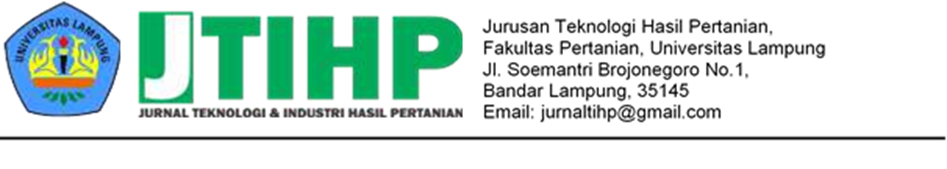 UNIVERSITAS LAMPUNG
JTIHP
JURNAL TEKNOLOGI & INDUSTRI HASIL PERTANIAN
Jurusan Teknologi Hasil Pertanian,
Fakultas Pertanian, Universitas Lampung
Jl. Soemantri Brojonegoro No.1,
Bandar Lampung, 35145
Email: jurnaltihp@gmail.com